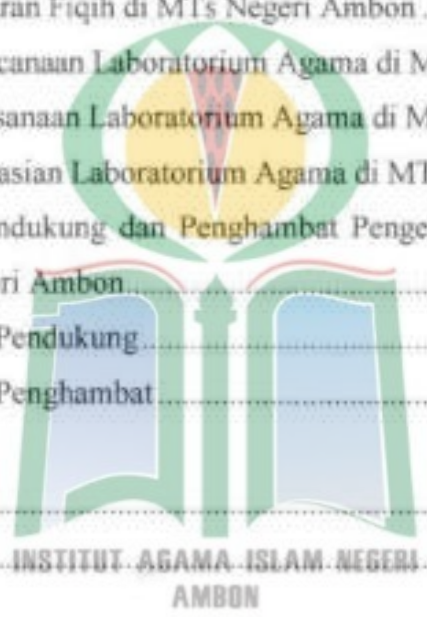 ran Fiqih di MTs Negeri Ambon
canaan Laboratorium Agama di M
sanaan Laboratorium Agama di M
asian Laboratorium Agama di MT
ndukung dan Penghambat Penge
ri Ambon
Pendukung
Penghambat
INSTITUT AGAMA ISLAM NEGERI
AMBON